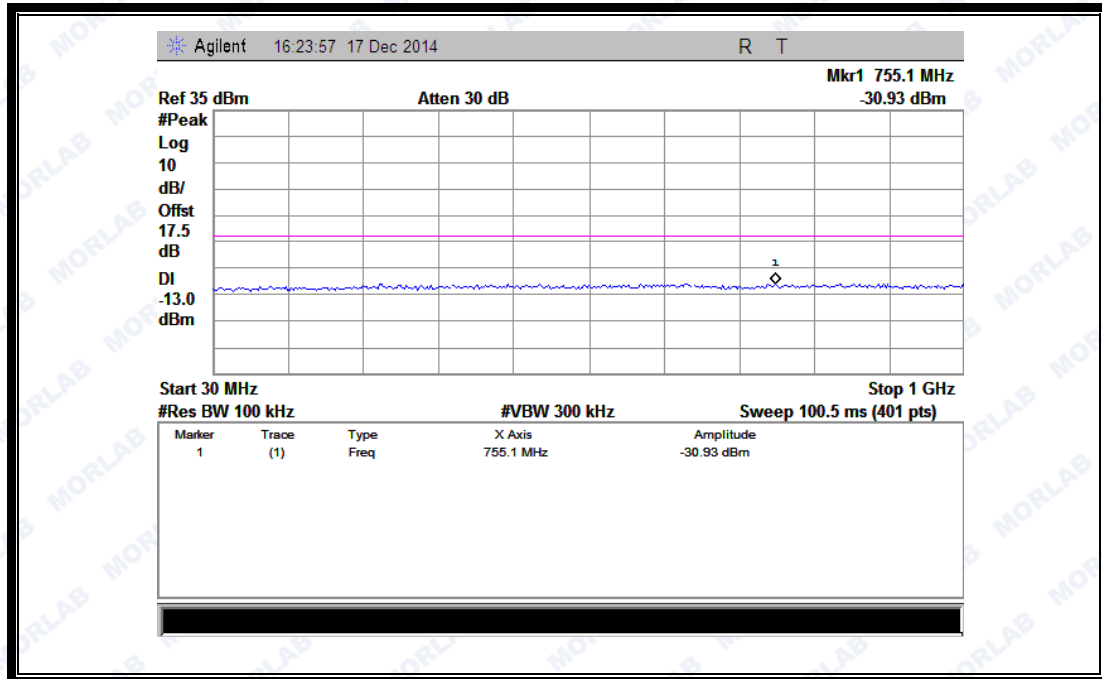 Agilent 16:23:57 17 Dec 2014 R T
Mkr1 755.1 MHz
Ref 35 dBm Atten 30 dB -30.93 dBm
#Peak
Log
10
dB/
Offst
17.5
dB
1
DI
-13.0
dBm
Start 30 MHz Stop 1 GHz
#Res BW 100 kHz #VBW 300 kHz Sweep 100.5 ms (401 pts)
Marker Trace Type X Axis Amplitude
1 (1) Freq 755.1 MHz -30.93 dBm
MORLAB